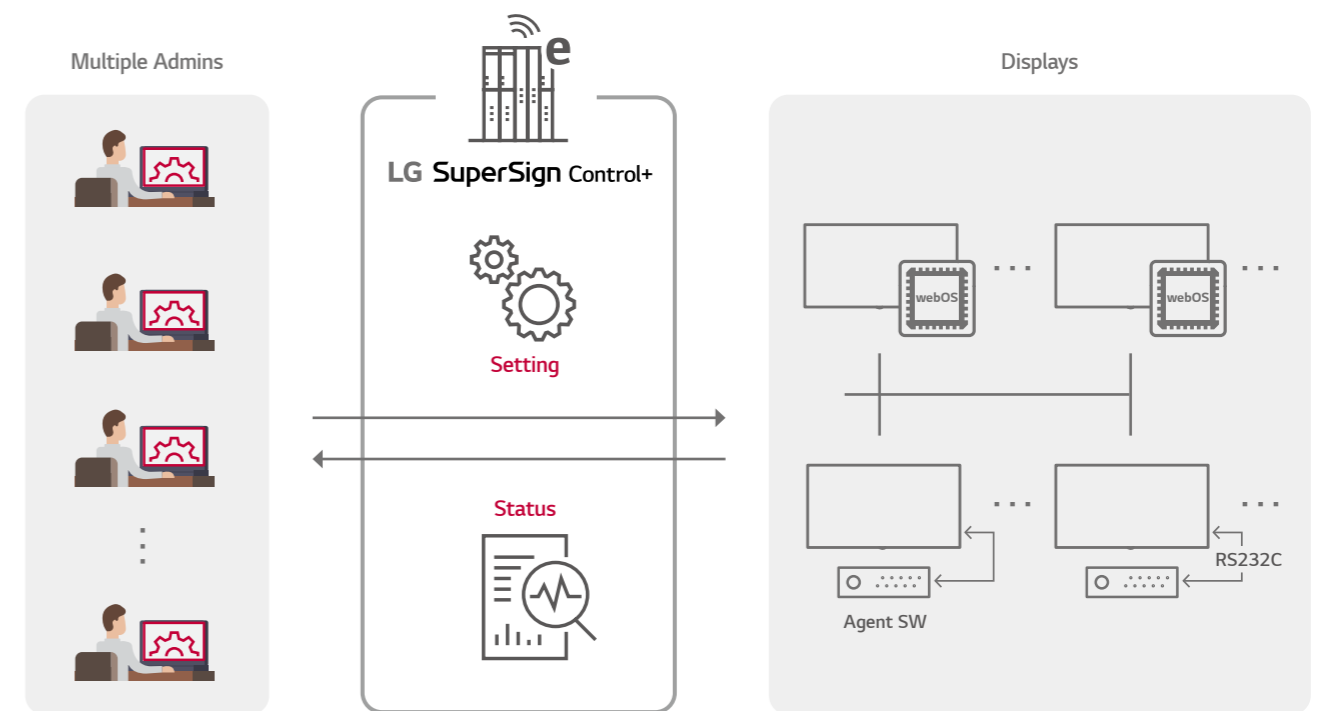 Multiple Admins
e
LG SuperSign Control+
Setting
Status
Displays
webOS
webOS
RS232C
Agent SW